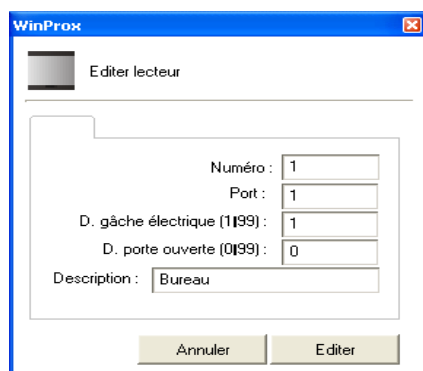 WinProx
Editer lecteur
Numéro : 1
Port : 1
D. gâche électrique (1|99) : 1
D. porte ouverte (0|99) : 0
Description : Bureau
Annuler Editer